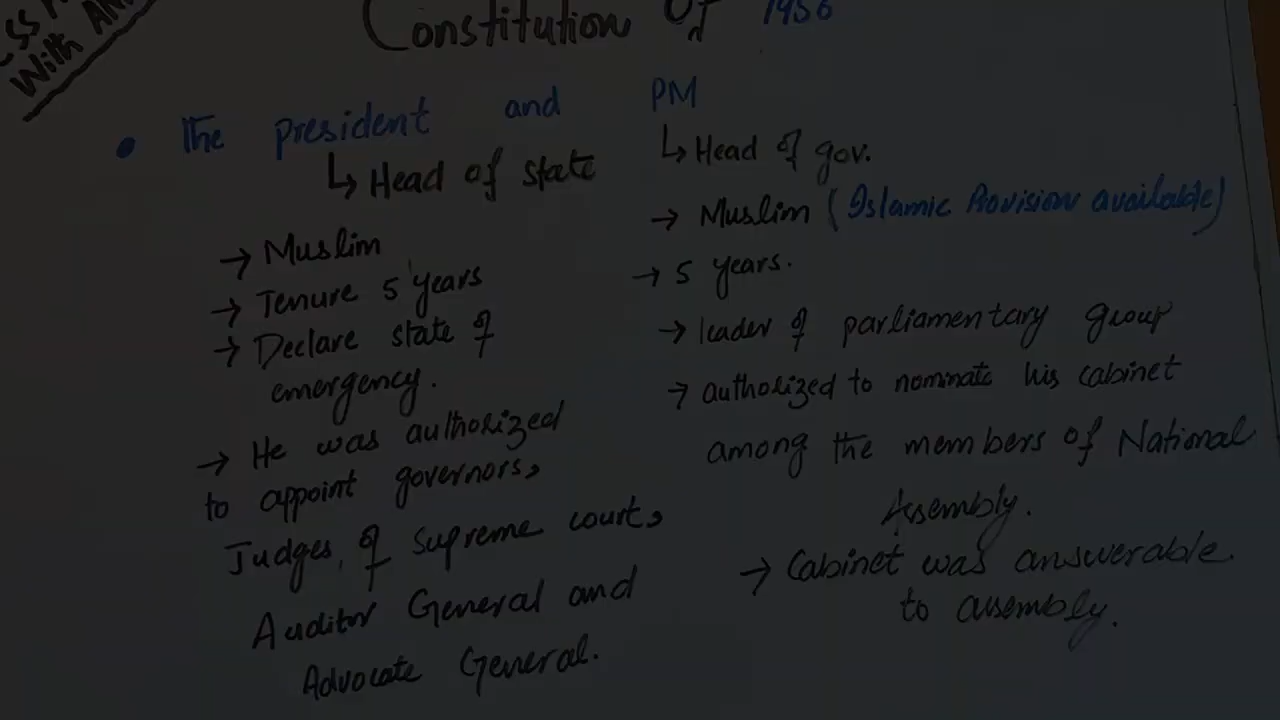 With
Constitution Of 1956
• The president and PM
↳ Head of state
→ Muslim
→ Tenure 5 years
→ Declare state of
emergency.
→ He was authorized
to appoint governors,
Judges, of Supreme court,
Auditor General and
Advocate General.
↳ Head of gov.
→ Muslim (Islamic Provision available)
→ 5 years.
→ leader of parliamentary group
→ authorized to nominate his cabinet
among the members of National
Assembly.
→ Cabinet was answerable.
to assembly.